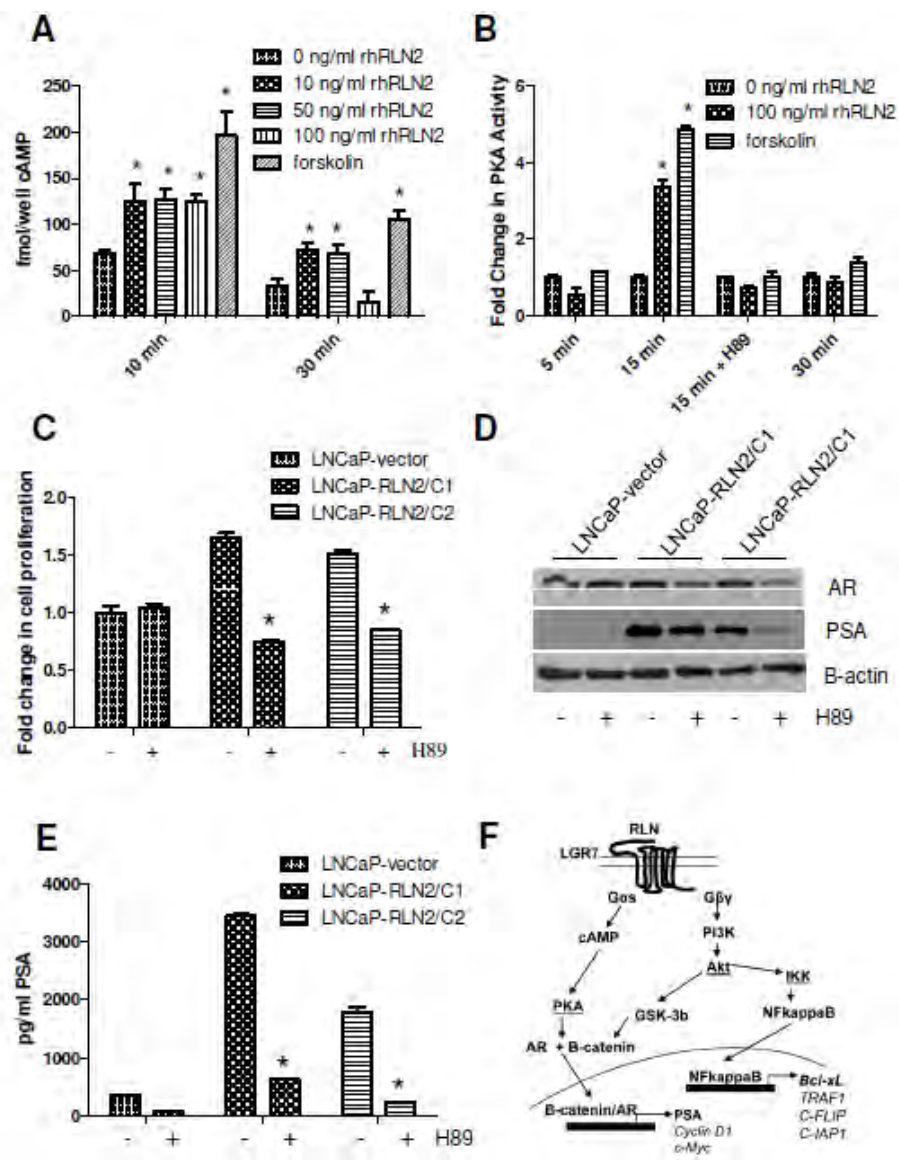 A
0 ng/ml rhRLN2
10 ng/ml rhRLN2
50 ng/ml rhRLN2
100 ng/ml rhRLN2
forskolin
fmol/well cAMP
250
200
150
100
50
0
* * * * * * *
10 min
30 min
B
0 ng/ml rhRLN2
100 ng/ml rhRLN2
forskolin
Fold Change in PKA Activity
6
4
2
0
* *
5 min
15 min
15 min + H89
30 min
C
LNCaP-vector
LNCaP-RLN2/C1
LNCaP-RLN2/C2
Fold change in cell proliferation
2.0
1.5
1.0
0.5
0.0
* *
- + - + - + H89
D
LNCaP-vector
LNCaP-RLN2/C1
LNCaP-RLN2/C1
AR
PSA
B-actin
- + - + - + H89
E
LNCaP-vector
LNCaP-RLN2/C1
LNCaP-RLN2/C2
pg/ml PSA
4000
3000
2000
1000
0
* *
- + - + - + H89
F
RLN
LGR7
Gαs Gβγ
cAMP PI3K
Akt IKK
PKA GSK-3b NFkappaB
AR + B-catenin
NFkappaB Bcl-xL
TRAF1
C-FLIP
C-IAP1
B-catenin/AR PSA
Cyclin D1
c-Myc